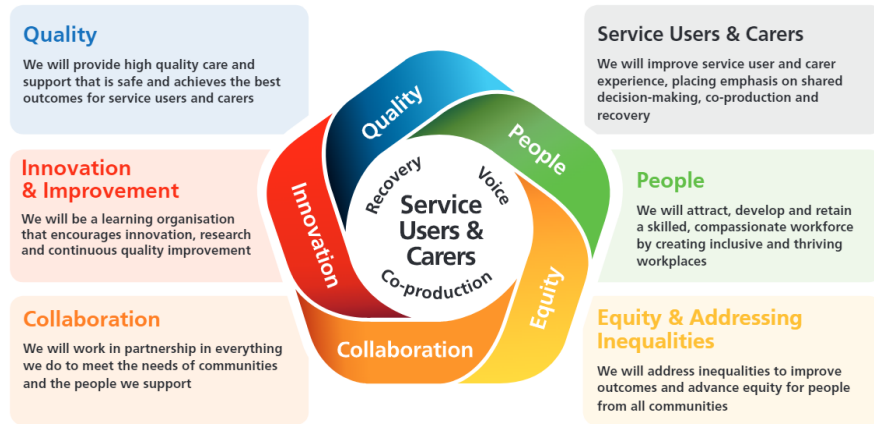 Quality
We will provide high quality care and
support that is safe and achieves the best
outcomes for service users and carers
Innovation
& Improvement
We will be a learning organisation
that encourages innovation, research
and continuous quality improvement
Collaboration
We will work in partnership in everything
we do to meet the needs of communities
and the people we support
Quality
People
Equity
Collaboration
Innovation
Recovery
Voice
Service
Users &
Carers
Co-production
Service Users & Carers
We will improve service user and carer
experience, placing emphasis on shared
decision-making, co-production and
recovery
People
We will attract, develop and retain
a skilled, compassionate workforce
by creating inclusive and thriving
workplaces
Equity & Addressing
Inequalities
We will address inequalities to improve
outcomes and advance equity for people
from all communities